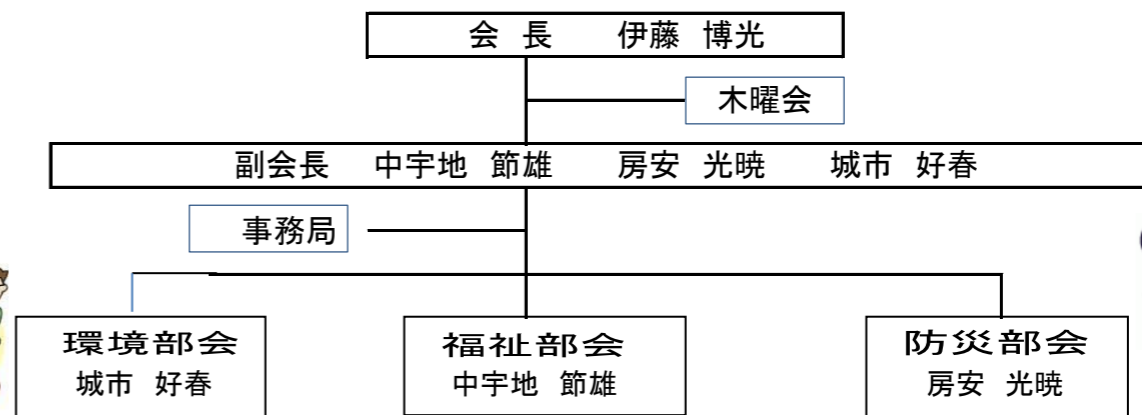 会 長 伊藤 博光
木曜会
副会長 中宇地 節雄 房安 光暁 城市 好春
事務局
環境部会
城市 好春
福祉部会
中宇地 節雄
防災部会
房安 光暁